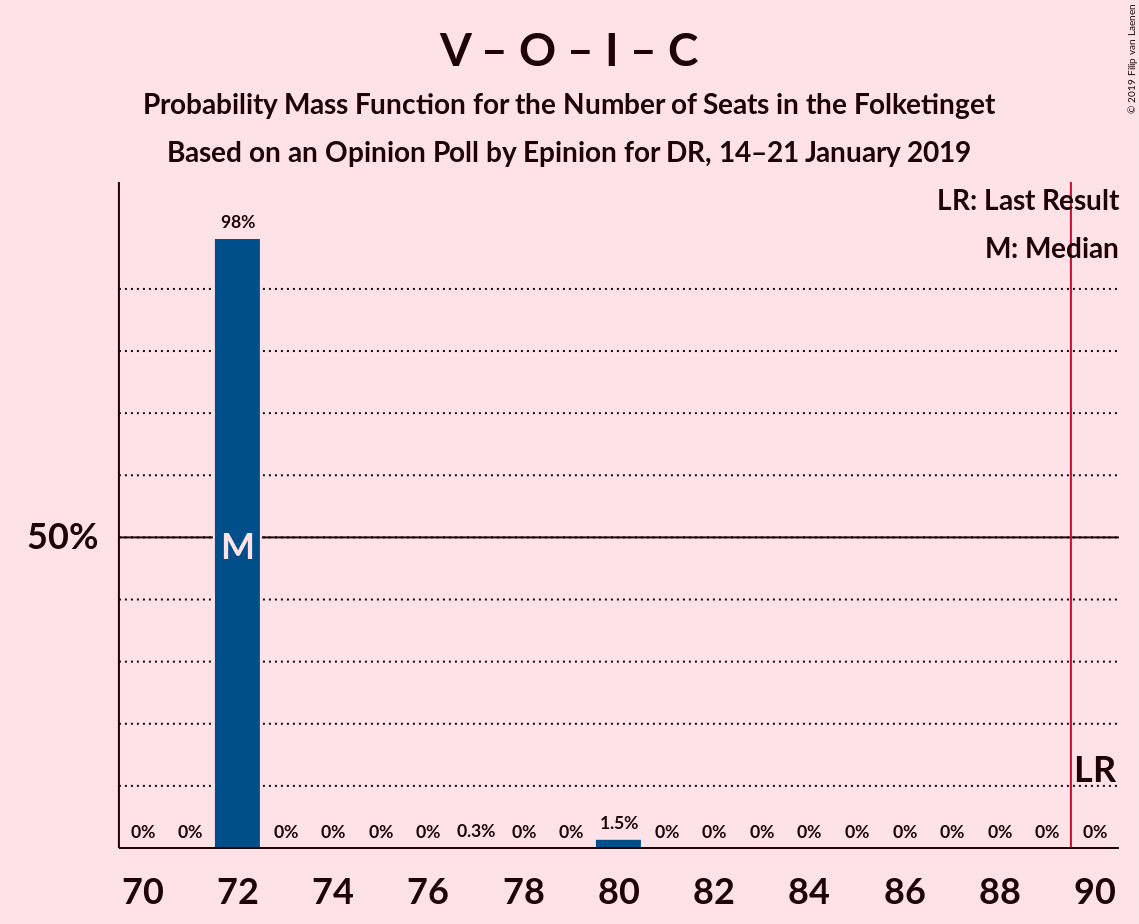 V – O – I – C
Probability Mass Function for the Number of Seats in the Folketinget
Based on an Opinion Poll by Epinion for DR, 14–21 January 2019
© 2019 Filip van Laenen
LR: Last Result
M: Median
98%
50%
M
LR
0% 0% 0% 0% 0% 0% 0.3% 0% 0% 1.5% 0% 0% 0% 0% 0% 0% 0% 0% 0% 0%
70 72 74 76 78 80 82 84 86 88 90